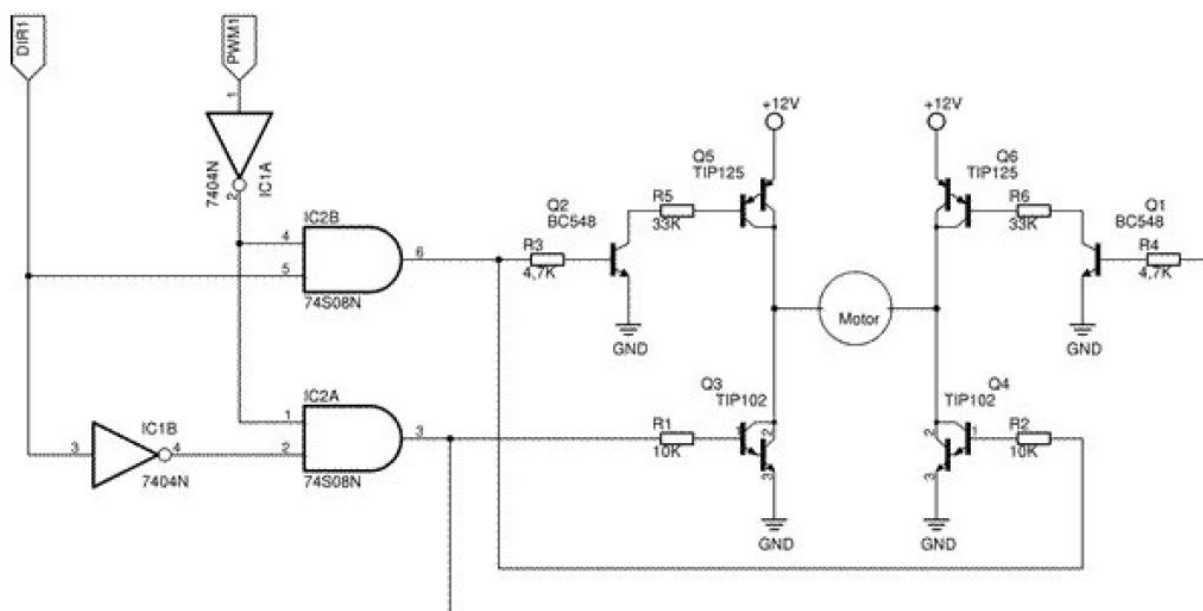 DIR1
PWM1
1
7404N
IC1A
2
+12V
+12V
Q5
TIP125
Q6
TIP125
Q2
BC548
R5
33K
R6
33K
Q1
BC548
IC2B
4
5
6
74S08N
R3
4,7K
R4
4,7K
Motor
GND
GND
IC2A
1
2
3
74S08N
Q3
TIP102
Q4
TIP102
R1
10K
1
2
3
2
1
3
R2
10K
IC1B
3
4
7404N
GND
GND